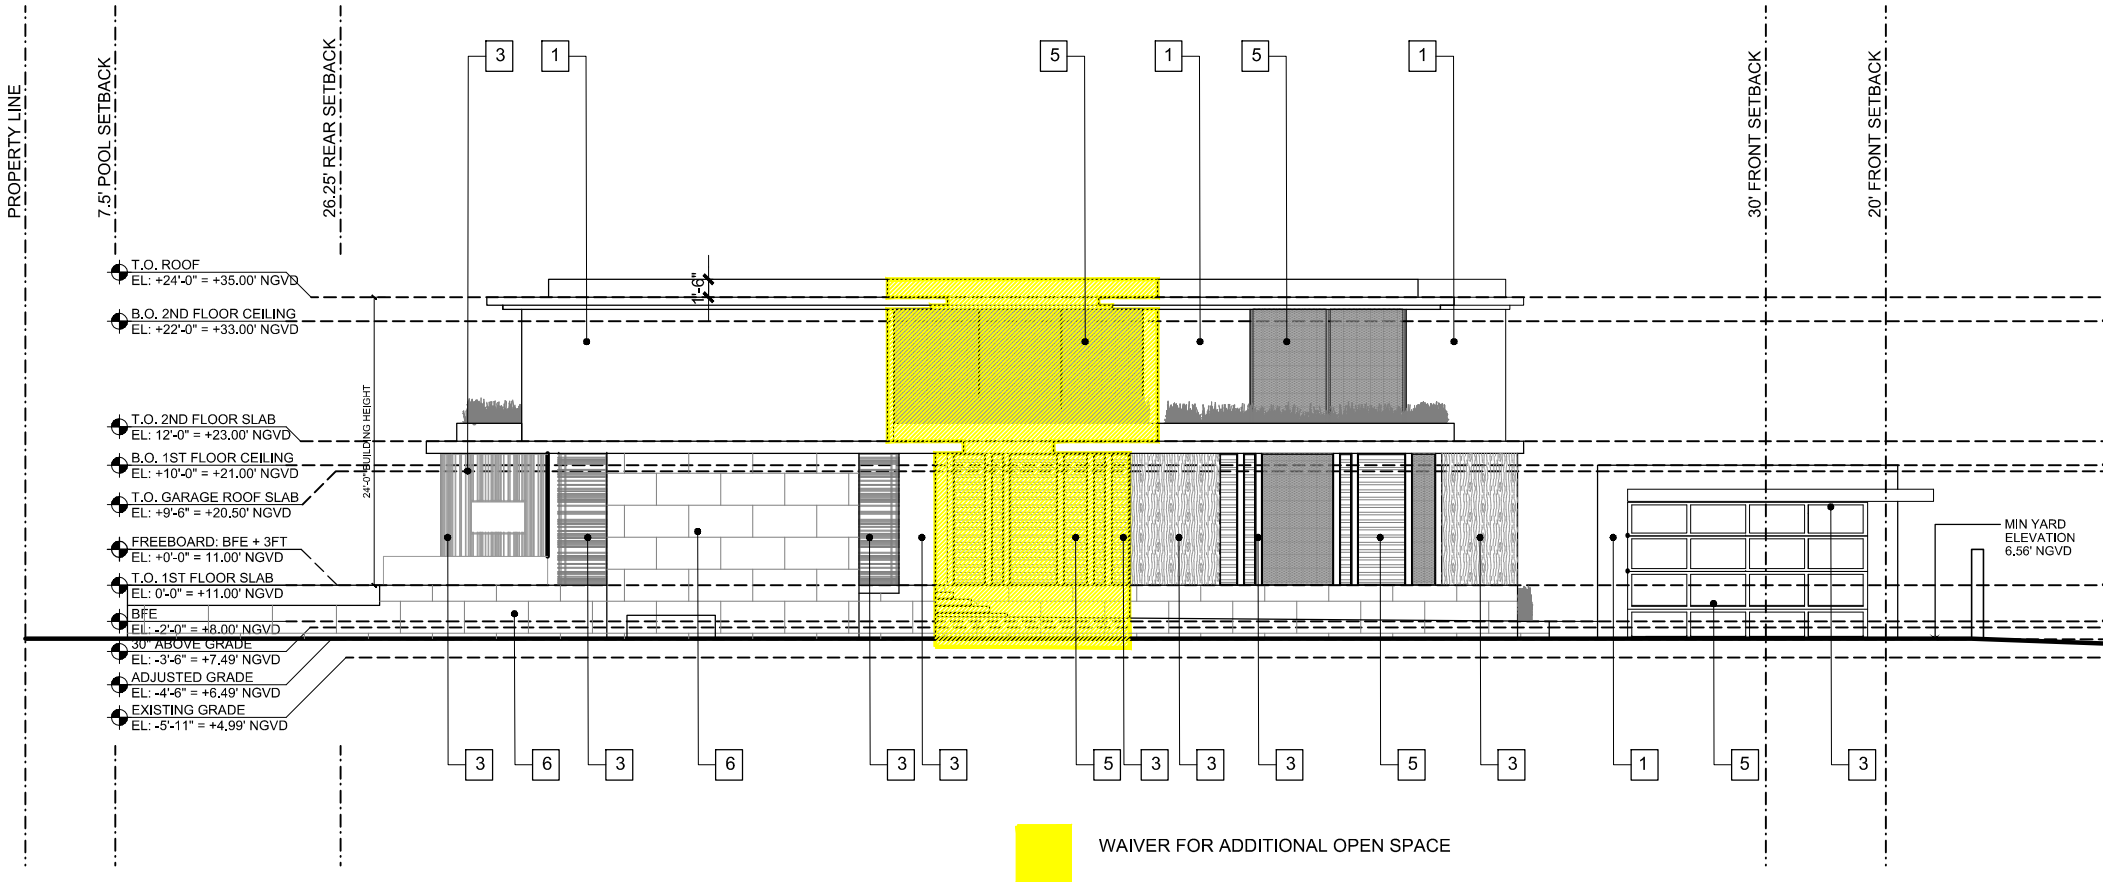 PROPERTY LINE
7.5' POOL SETBACK
26.25' REAR SETBACK
3
1
5
1
5
1
30' FRONT SETBACK
20' FRONT SETBACK
T.O. ROOF
EL: +24'-0" = +35.00' NGVD
1'-6"
B.O. 2ND FLOOR CEILING
EL: +22'-0" = +33.00' NGVD
24'-0" BUILDING HEIGHT
T.O. 2ND FLOOR SLAB
EL: 12'-0" = +23.00' NGVD
B.O. 1ST FLOOR CEILING
EL: +10'-0" = +21.00' NGVD
T.O. GARAGE ROOF SLAB
EL: +9'-6" = +20.50' NGVD
FREEBOARD: BFE + 3FT
EL: +0'-0" = 11.00' NGVD
T.O. 1ST FLOOR SLAB
EL: 0'-0" = +11.00' NGVD
BFE
EL: -2'-0" = +8.00' NGVD
30" ABOVE GRADE
EL: -3'-6" = +7.49' NGVD
ADJUSTED GRADE
EL: -4'-6" = +6.49' NGVD
EXISTING GRADE
EL: -5'-11" = +4.99' NGVD
MIN YARD
ELEVATION
6.56' NGVD
3
6
3
6
3
3
5
3
3
3
5
3
1
5
3
WAIVER FOR ADDITIONAL OPEN SPACE